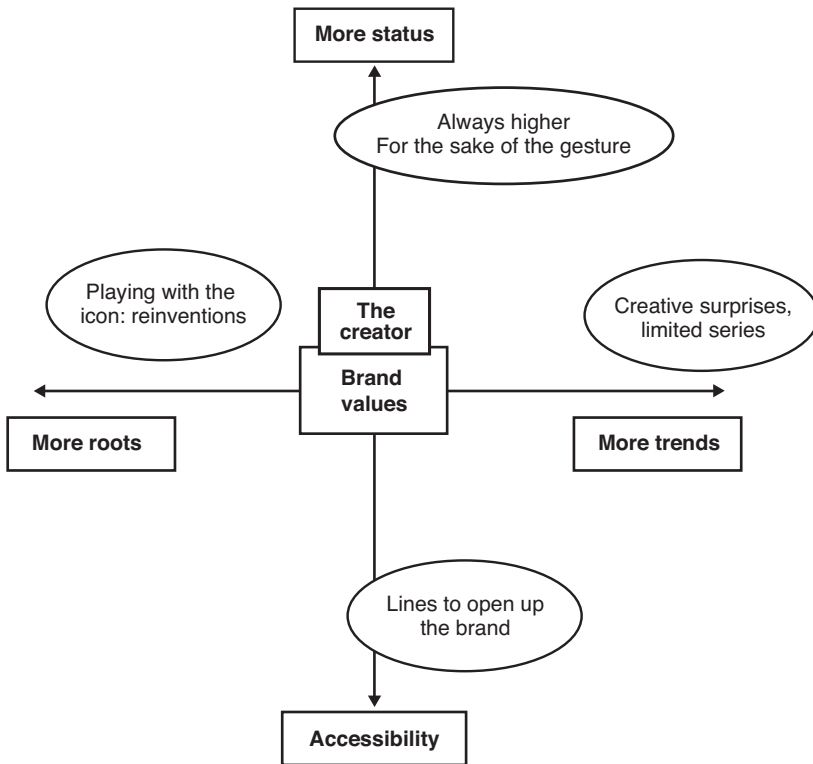 More status
Always higher
For the sake of the gesture
Playing with the
icon: reinventions
The
creator
Creative surprises,
limited series
Brand
values
More roots
More trends
Lines to open up
the brand
Accessibility